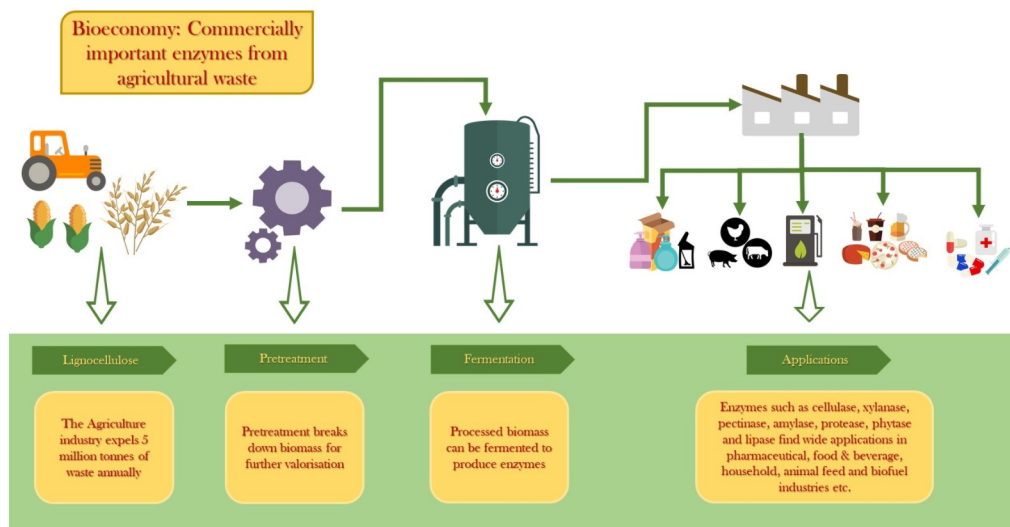 Bioeconomy: Commercially
important enzymes from
agricultural waste
Lignocellulose
Pretreatment
Fermentation
Applications
The Agriculture
industry expels 5
million tonnes of
waste annually
Pretreatment breaks
down biomass for
further valorisation
Processed biomass
can be fermented to
produce enzymes
Enzymes such as cellulase, xylanase,
pectinase, amylase, protease, phytase
and lipase find wide applications in
pharmaceutical, food & beverage,
household, animal feed and biofuel
industries etc.